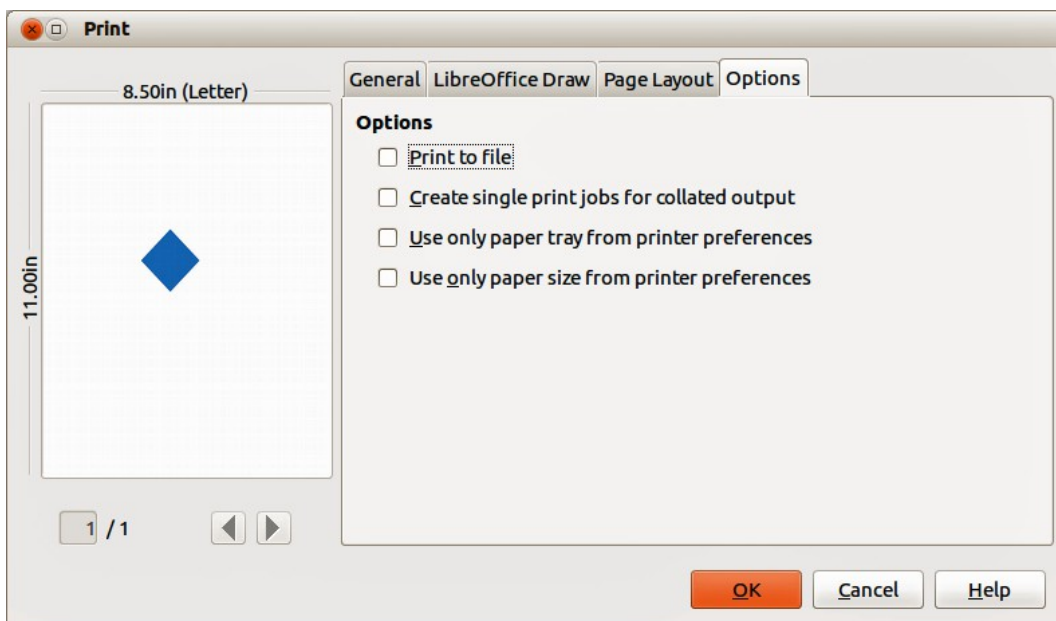 Print
8.50in (Letter)
11.00in
1 / 1
General LibreOffice Draw Page Layout Options
Options
Print to file
Create single print jobs for collated output
Use only paper tray from printer preferences
Use only paper size from printer preferences
OK Cancel Help